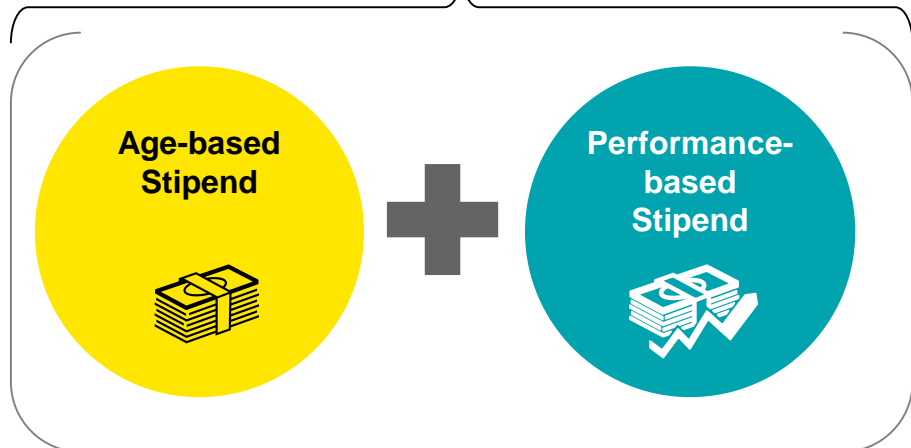 Age-based
Stipend
Performance-
based
Stipend